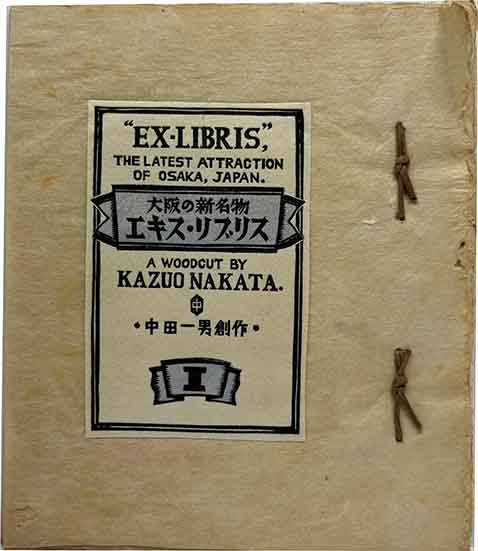 "EX-LIBRIS",
THE LATEST ATTRACTION
OF OSAKA, JAPAN.
大阪の新名物
エキス・リブリス
A WOODCUT BY
KAZUO NAKATA.
中
•中田一男創作•
I